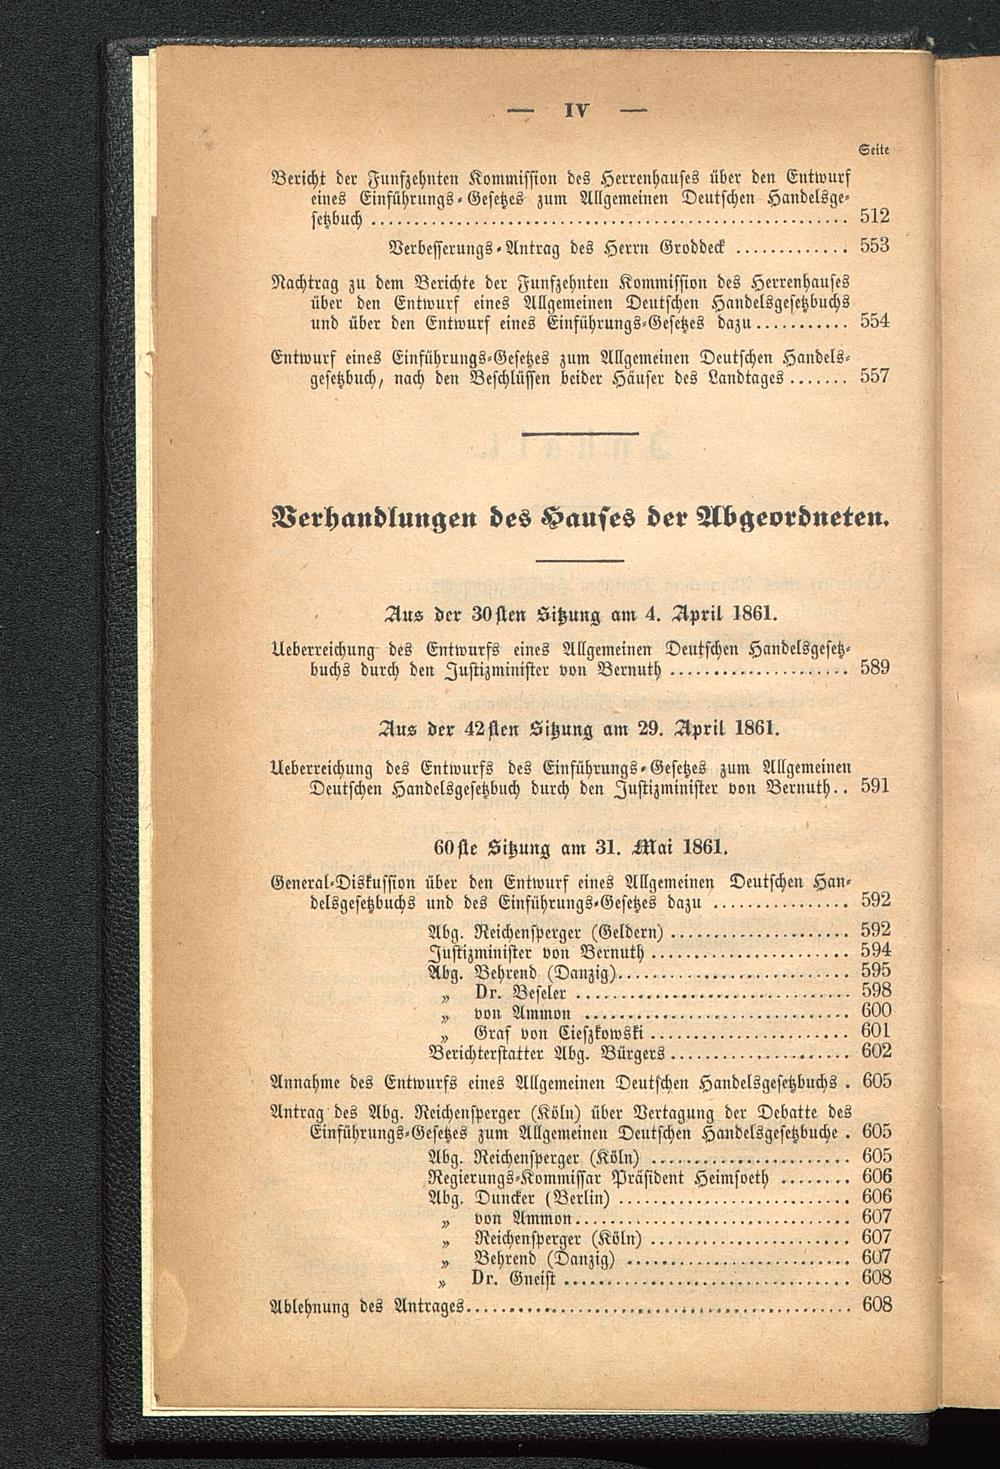 — IV —
Seite
Bericht der Funfzehnten Kommission des Herrenhauses über den Entwurf
eines Einführungs-Gesetzes zum Allgemeinen Deutschen Handelsge-
setzbuch ........ 512
Verbesserungs-Antrag des Herrn Groddeck ........ 553
Nachtrag zu dem Berichte der Funfzehnten Kommission des Herrenhauses
über den Entwurf eines Allgemeinen Deutschen Handelsgesetzbuchs
und über den Entwurf eines Einführungs-Gesetzes dazu ........ 554
Entwurf eines Einführungs-Gesetzes zum Allgemeinen Deutschen Handels-
gesetzbuch, nach den Beschlüssen beider Häuser des Landtages ....... 557
Verhandlungen des Hauses der Abgeordneten.
Aus der 30sten Sitzung am 4. April 1861.
Ueberreichung des Entwurfs eines Allgemeinen Deutschen Handelsgesetz-
buchs durch den Justizminister von Bernuth ........ 589
Aus der 42sten Sitzung am 29. April 1861.
Ueberreichung des Entwurfs des Einführungs-Gesetzes zum Allgemeinen
Deutschen Handelsgesetzbuch durch den Justizminister von Bernuth .. 591
60ste Sitzung am 31. Mai 1861.
General-Diskussion über den Entwurf eines Allgemeinen Deutschen Han-
delsgesetzbuchs und des Einführungs-Gesetzes dazu ........ 592
Abg. Reichensperger (Geldern) ........ 592
Justizminister von Bernuth ........ 594
Abg. Behrend (Danzig) ........ 595
„ Dr. Beseler ........ 598
„ von Ammon ........ 600
„ Graf von Cieszkowski ........ 601
Berichterstatter Abg. Bürgers ........ 602
Annahme des Entwurfs eines Allgemeinen Deutschen Handelsgesetzbuchs . 605
Antrag des Abg. Reichensperger (Köln) über Vertagung der Debatte des
Einführungs-Gesetzes zum Allgemeinen Deutschen Handelsgesetzbuche . 605
Abg. Reichensperger (Köln) ........ 605
Regierungs-Kommissar Präsident Heimsoeth ........ 606
Abg. Duncker (Berlin) ........ 606
„ von Ammon ........ 607
„ Reichensperger (Köln) ........ 607
„ Behrend (Danzig) ........ 607
„ Dr. Gneist ........ 608
Ablehnung des Antrages ........ 608